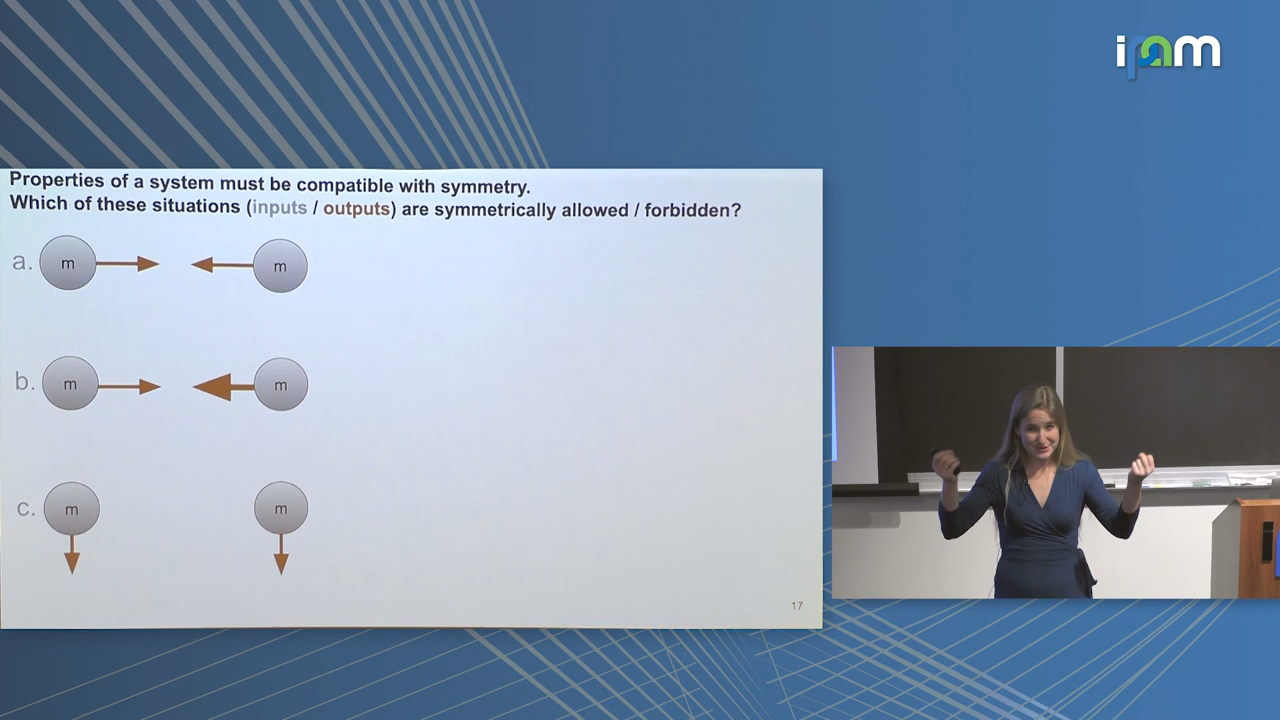 ipam
Properties of a system must be compatible with symmetry.
Which of these situations (inputs / outputs) are symmetrically allowed / forbidden?
a. m m
b. m m
c. m m
17